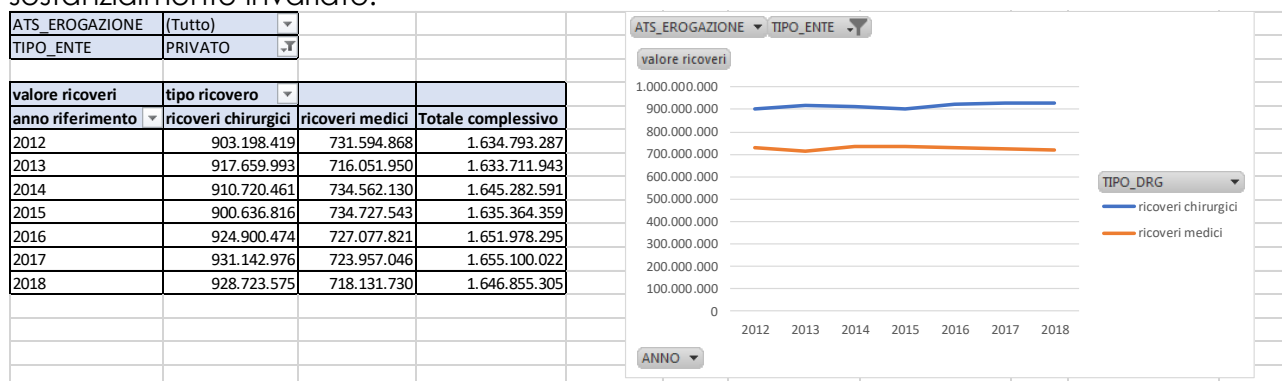 sostanzialmente invariato.
ATS_EROGAZIONE (Tutto)
TIPO_ENTE PRIVATO
valore ricoveri tipo ricovero
anno riferimento ricoveri chirurgici ricoveri medici Totale complessivo
2012 903.198.419 731.594.868 1.634.793.287
2013 917.659.993 716.051.950 1.633.711.943
2014 910.720.461 734.562.130 1.645.282.591
2015 900.636.816 734.727.543 1.635.364.359
2016 924.900.474 727.077.821 1.651.978.295
2017 931.142.976 723.957.046 1.655.100.022
2018 928.723.575 718.131.730 1.646.855.305
ATS_EROGAZIONE TIPO_ENTE
valore ricoveri
1.000.000.000
900.000.000
800.000.000
700.000.000
600.000.000
500.000.000
400.000.000
300.000.000
200.000.000
100.000.000
0
2012 2013 2014 2015 2016 2017 2018
TIPO_DRG
ricoveri chirurgici
ricoveri medici
ANNO